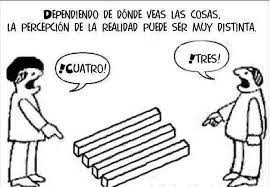 DEPENDIENDO DE DÓNDE VEAS LAS COSAS,
LA PERCEPCIÓN DE LA REALIDAD PUEDE SER MUY DISTINTA.
¡CUATRO!
¡TRES!